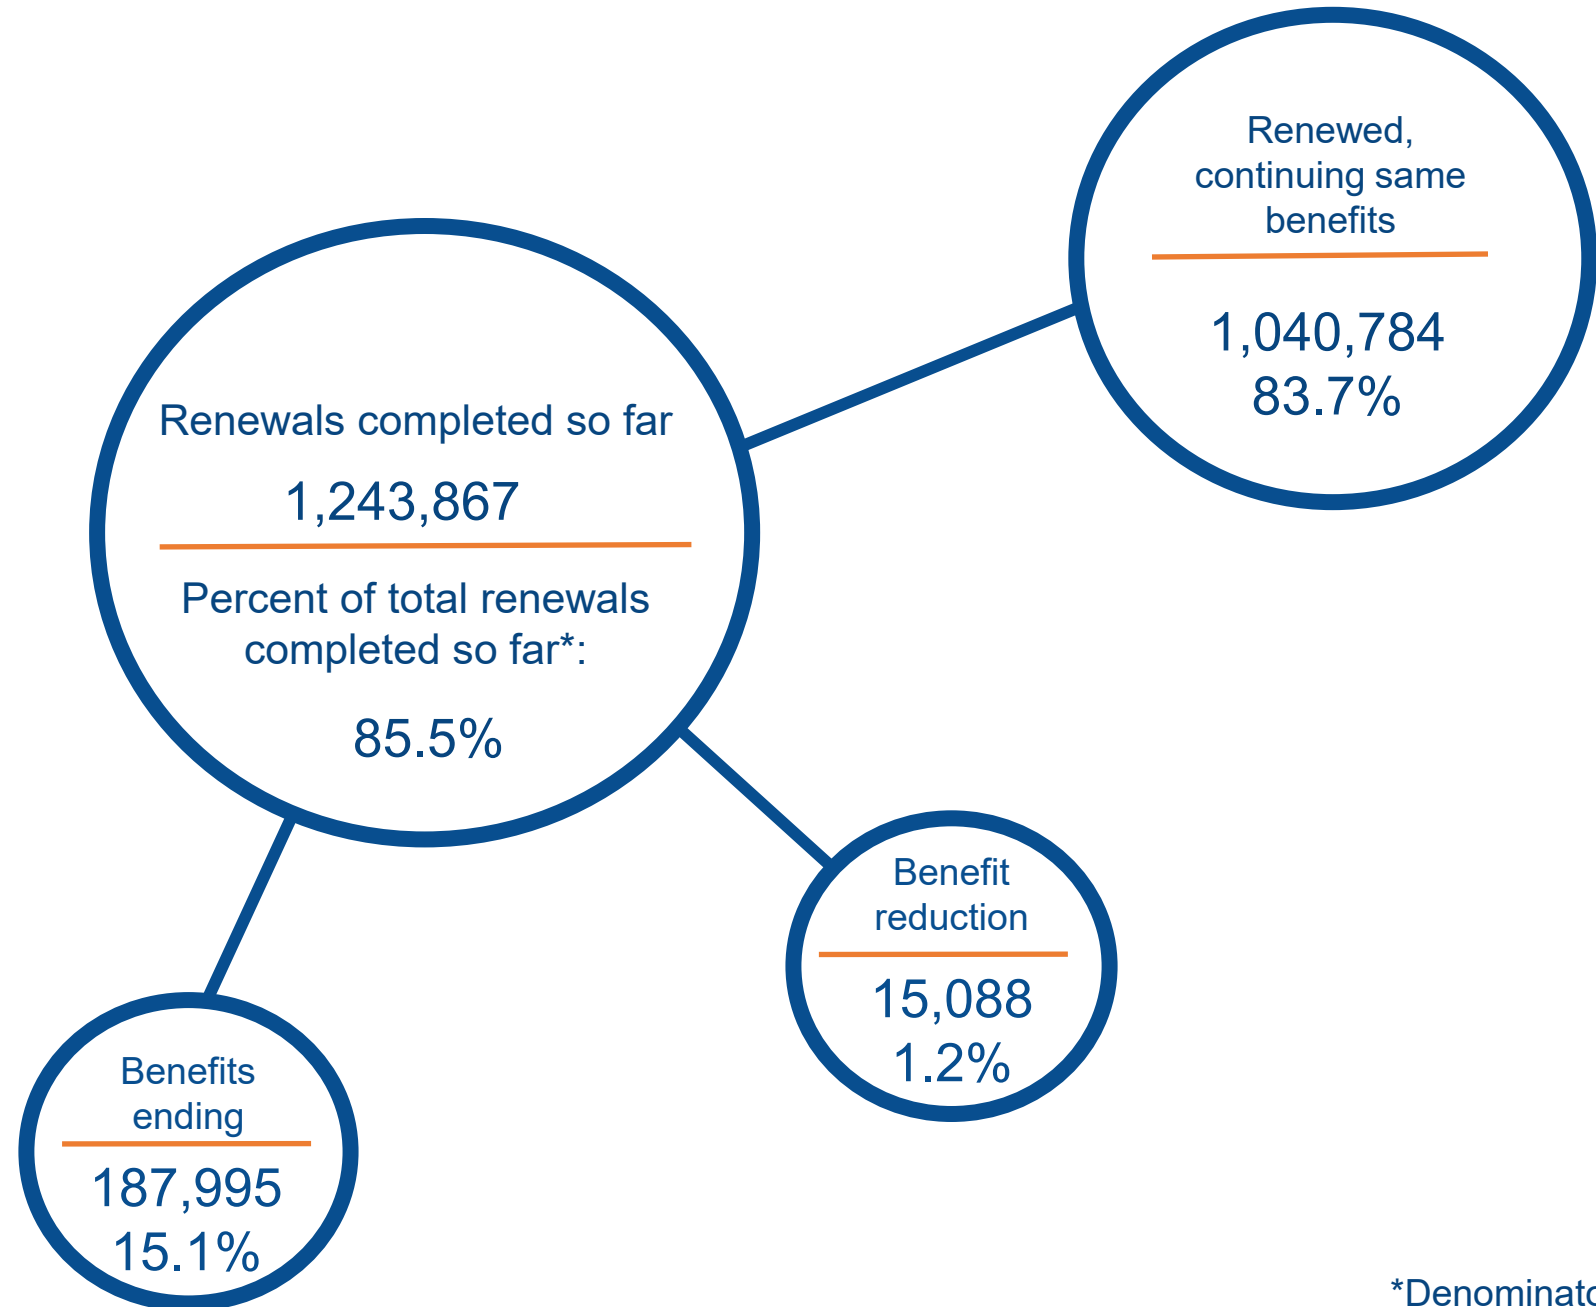 Renewed,
continuing same
benefits
1,040,784
83.7%
Renewals completed so far
1,243,867
Percent of total renewals
completed so far*:
85.5%
Benefit
reduction
15,088
1.2%
Benefits
ending
187,995
15.1%